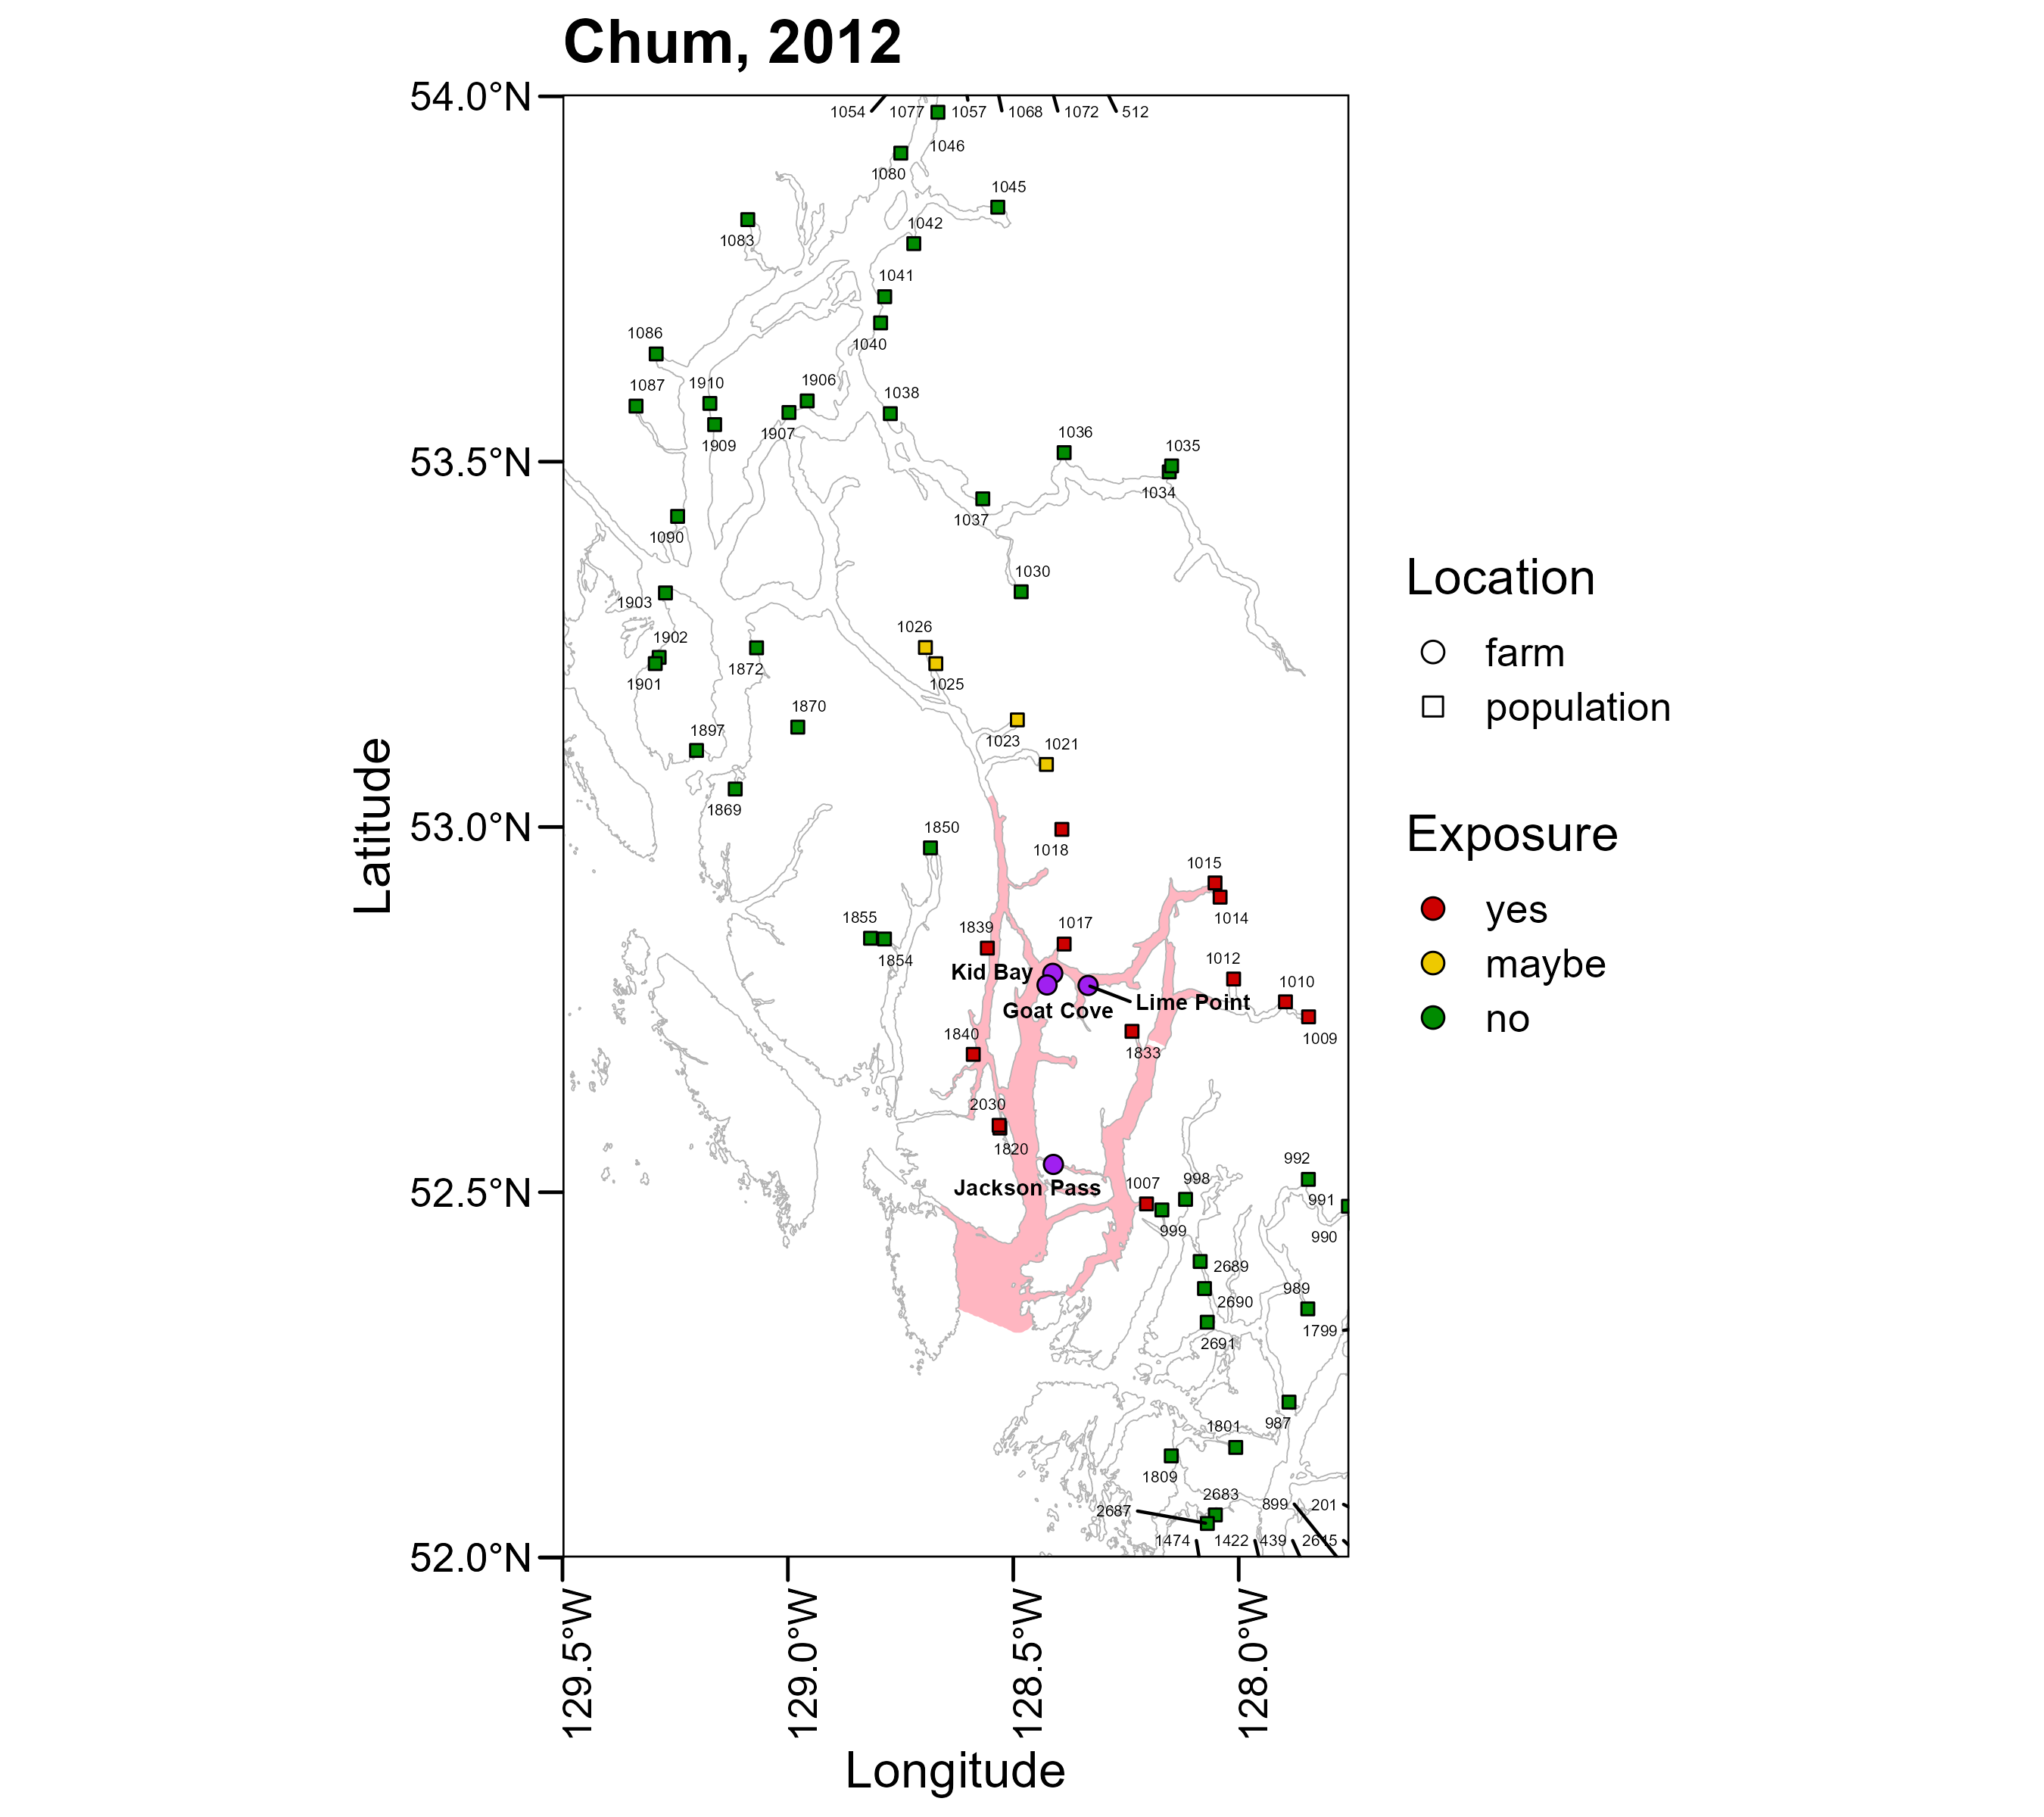 Chum, 2012
54.0°N
1054 1077 1057 1068 1072 512
1046
1080
1045
1042
1083
1041
1040
1086
1087 1910 1906 1038
1907
1909
1036
1035
53.5°N
1034
1037
1090
1030
1903
1902
1026
1872
1901
1025
1870
1897
1023 1021
1869
53.0°N
1850
1018
1015
1855
1839 1017 1014
1854
Kid Bay
1012
Lime Point
Goat Cove
1010
1840
1009
1833
2030
1820
992
52.5°N
Jackson Pass
1007 998
991
999
990
2689
989
2690
1799
2691
987
1801
1809
2683
2687
899 201
1474 1422 439 2615
52.0°N
129.5°W
129.0°W
128.5°W
128.0°W
Longitude
Latitude
Location
farm
population
Exposure
yes
maybe
no